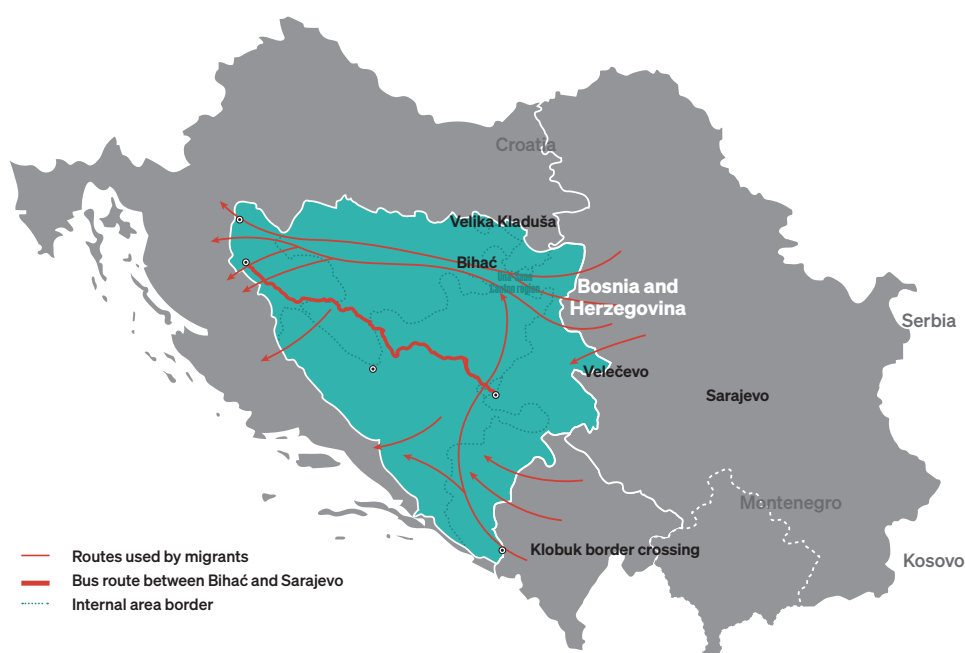 Croatia
Velika Kladuša
Bihać
Una-Sana
Canton region
Bosnia and
Herzegovina
Serbia
Velečevo
Sarajevo
Montenegro
Klobuk border crossing
Kosovo
Routes used by migrants
Bus route between Bihać and Sarajevo
Internal area border